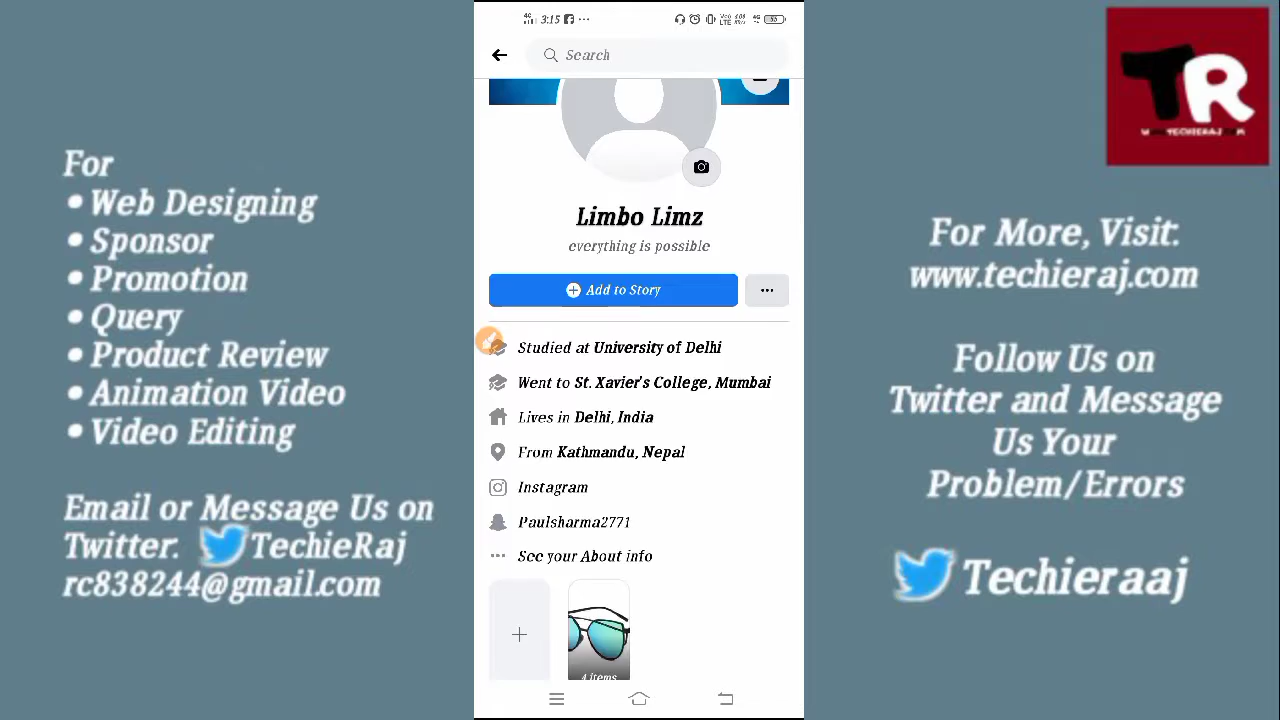 For
• Web Designing
• Sponsor
• Promotion
• Query
• Product Review
• Animation Video
• Video Editing
Email or Message Us on
Twitter. TechieRaj
rc838244@gmail.com
4G 3:15 ...
4G 55
Search
Limbo Limz
everything is possible
Add to Story
Studied at University of Delhi
Went to St. Xavier's College, Mumbai
Lives in Delhi, India
From Kathmandu, Nepal
Instagram
Paulsharma2771
See your About info
4 items
TR
For More, Visit:
www.techieraj.com
Follow Us on
Twitter and Message
Us Your
Problem/Errors
Techieraaj